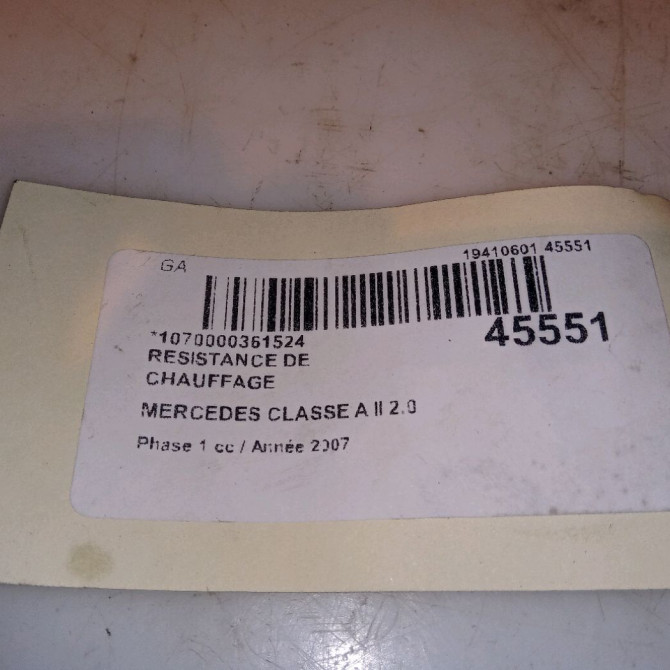 GA
19410601 45551
*1070000361524
45551
RESISTANCE DE
CHAUFFAGE
MERCEDES CLASSE A II 2.0
Phase 1 cc / Année 2007